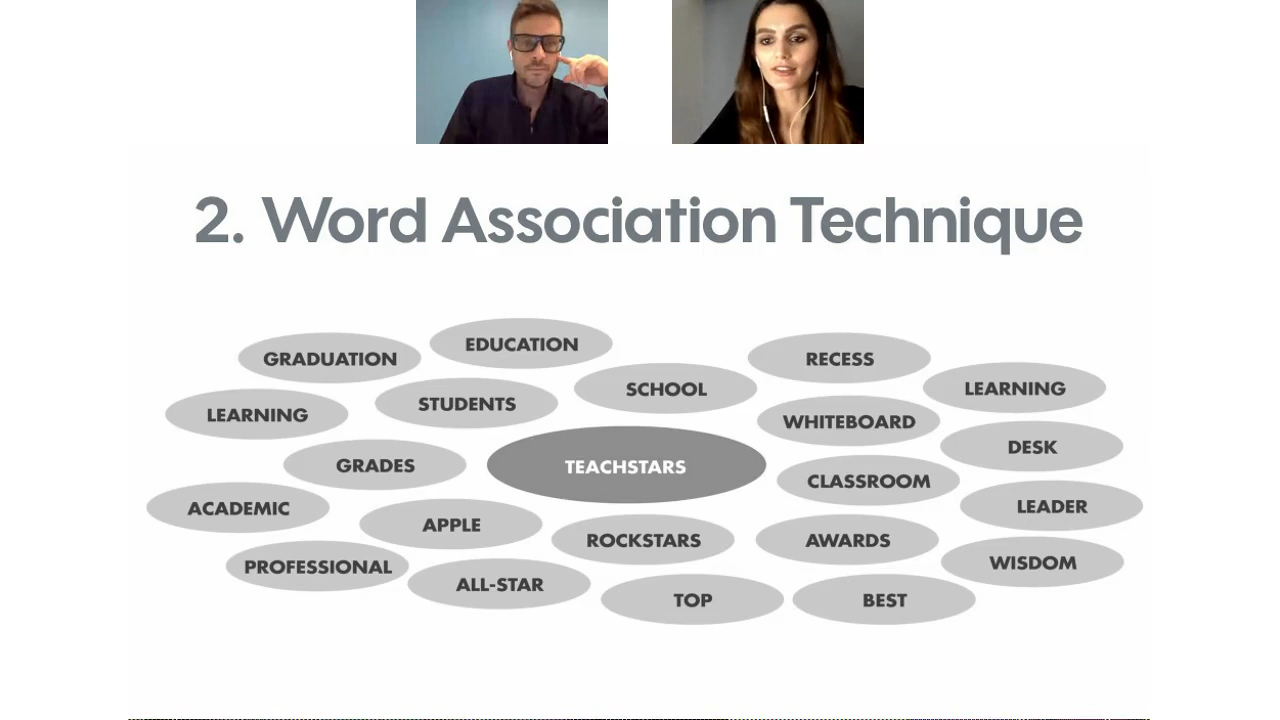 2. Word Association Technique
EDUCATION
GRADUATION
RECESS
SCHOOL
LEARNING
STUDENTS
LEARNING
WHITEBOARD
DESK
GRADES
TEACHSTARS
CLASSROOM
ACADEMIC
LEADER
APPLE
ROCKSTARS
AWARDS
PROFESSIONAL
WISDOM
ALL-STAR
TOP
BEST